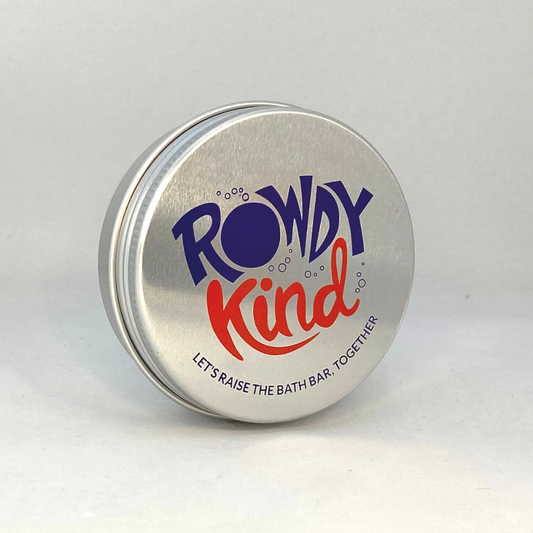 ROWDY
Kind
LET'S RAISE THE BATH BAR, TOGETHER